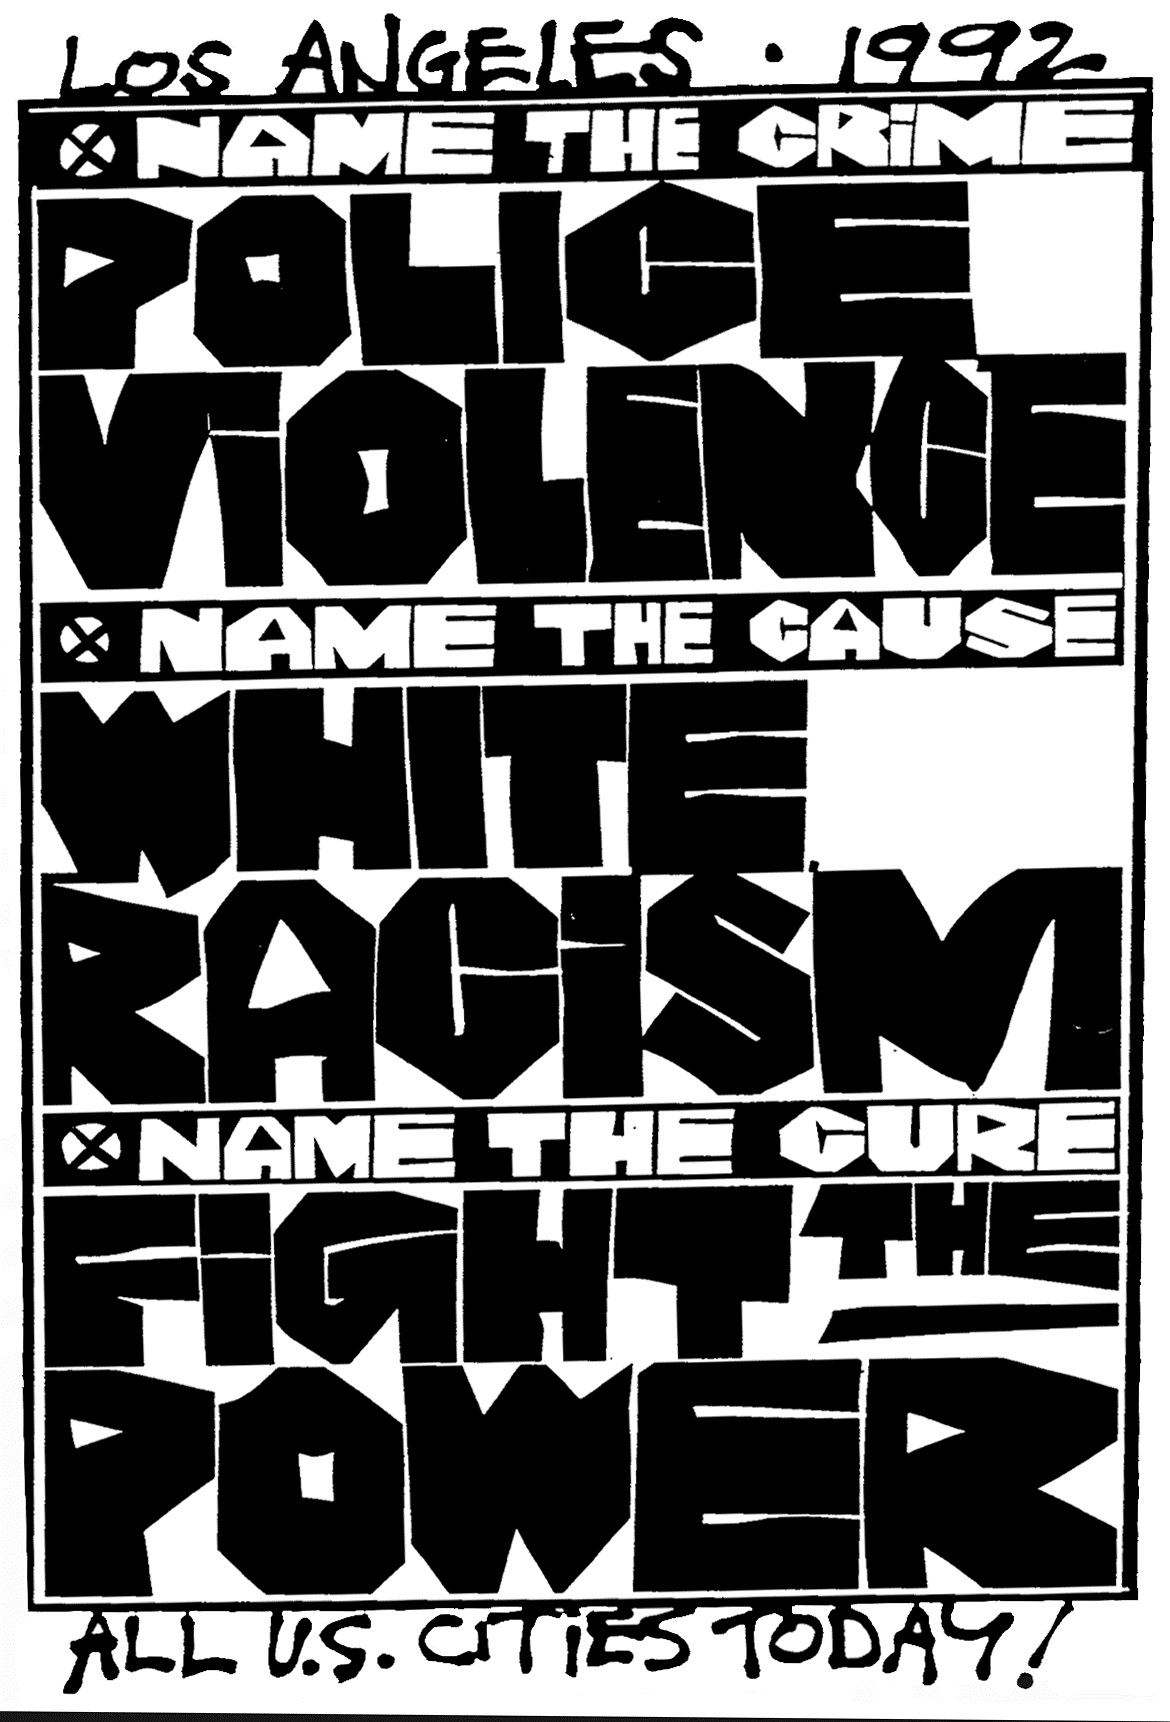 LOS ANGELES · 1992
NAME THE CRiME
POLICE
ViOLENCE
NAME THE CAUSE
WHITE
RACiSM
NAME THE CURE
FiGHT THE
POWER
ALL U.S. CiTiES TODAY!